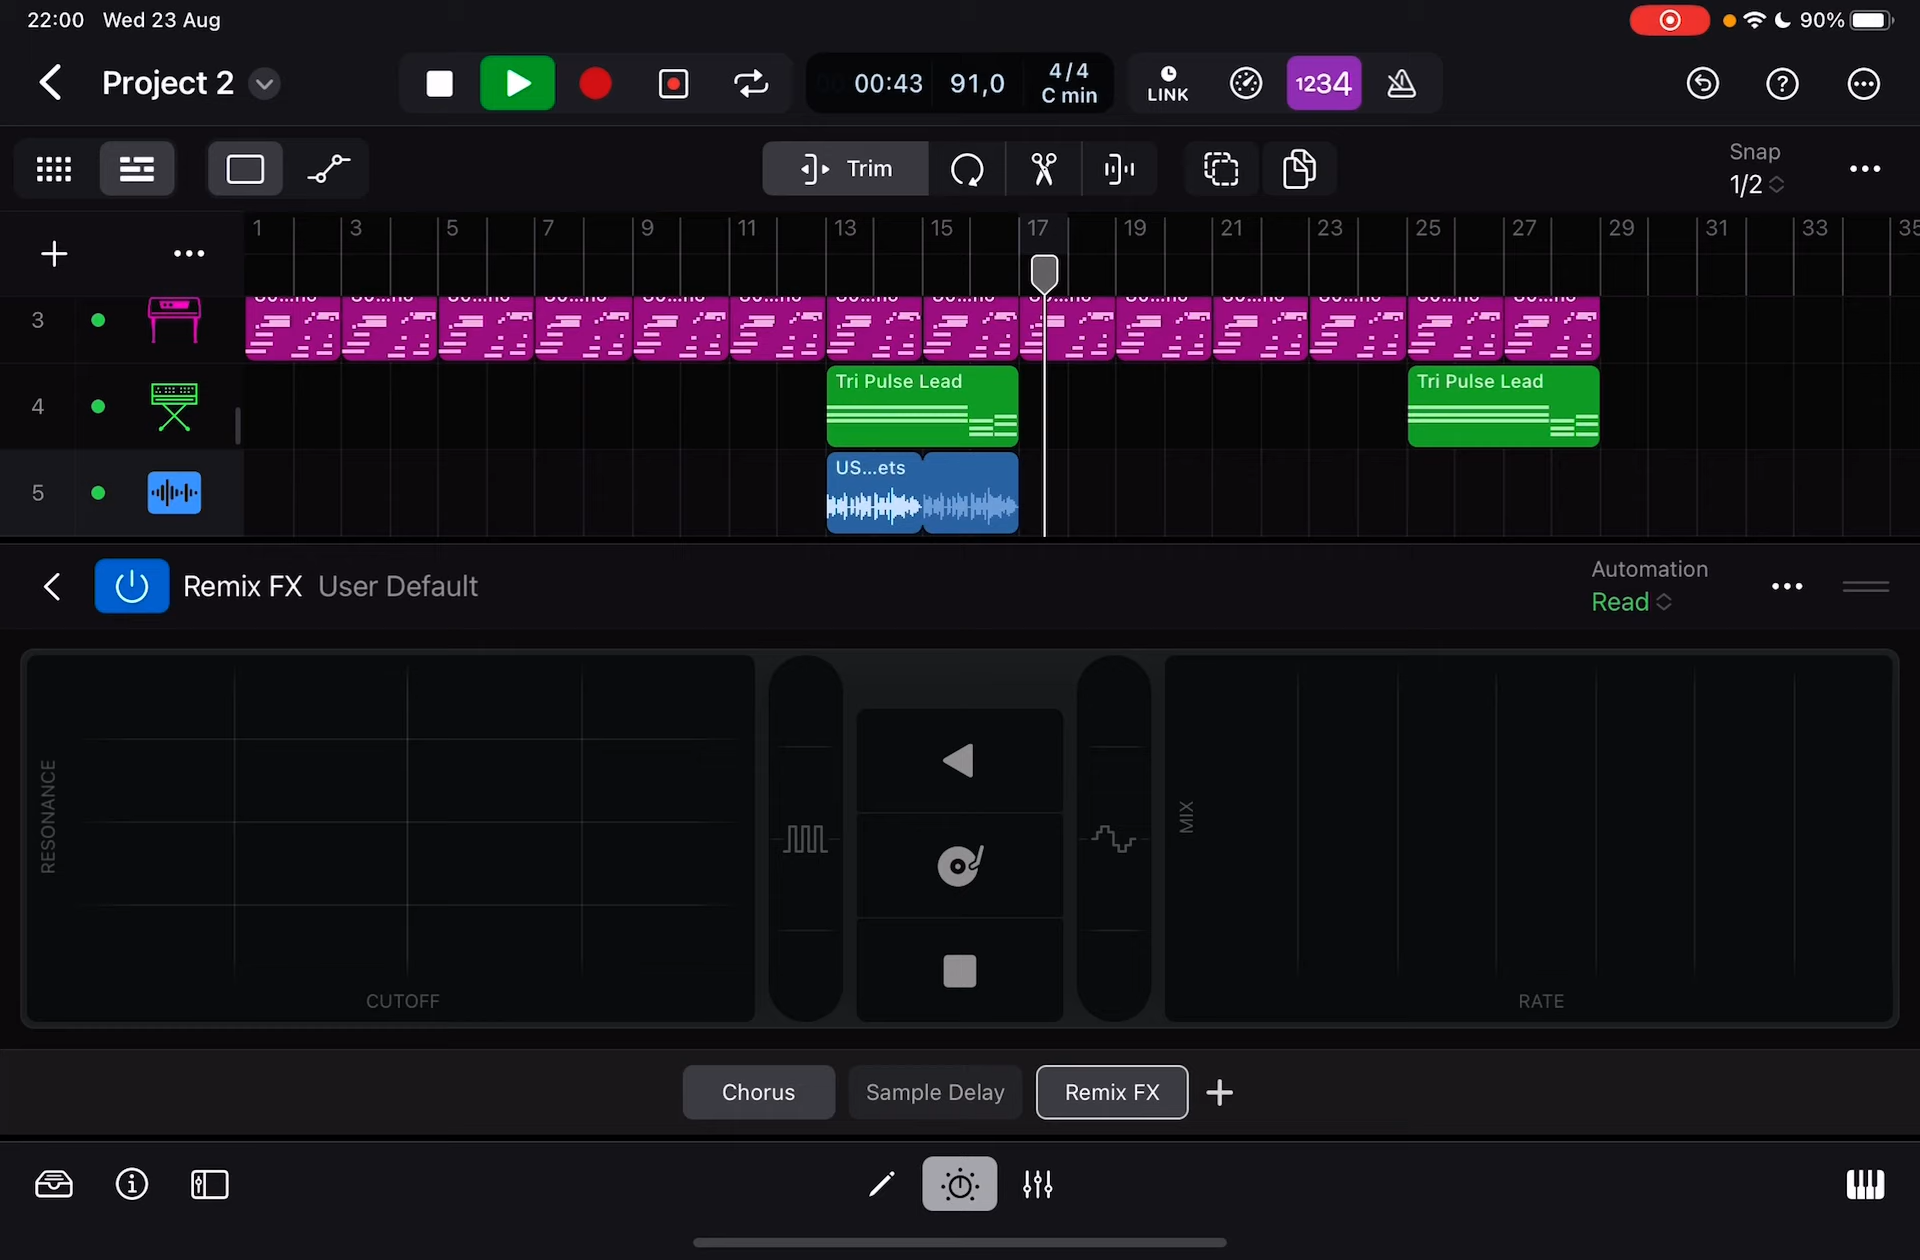 22:00 Wed 23 Aug
90%
Project 2
00:43 91,0 4/4
C min
LINK
1234
Trim
Snap
1/2
1 3 5 7 9 11 13 15 17 19 21 23 25 27 29 31 33 35
3
4
Tri Pulse Lead Tri Pulse Lead
5
US...ets
Remix FX User Default
Automation
Read
RESONANCE
CUTOFF
MIX
RATE
Chorus Sample Delay Remix FX